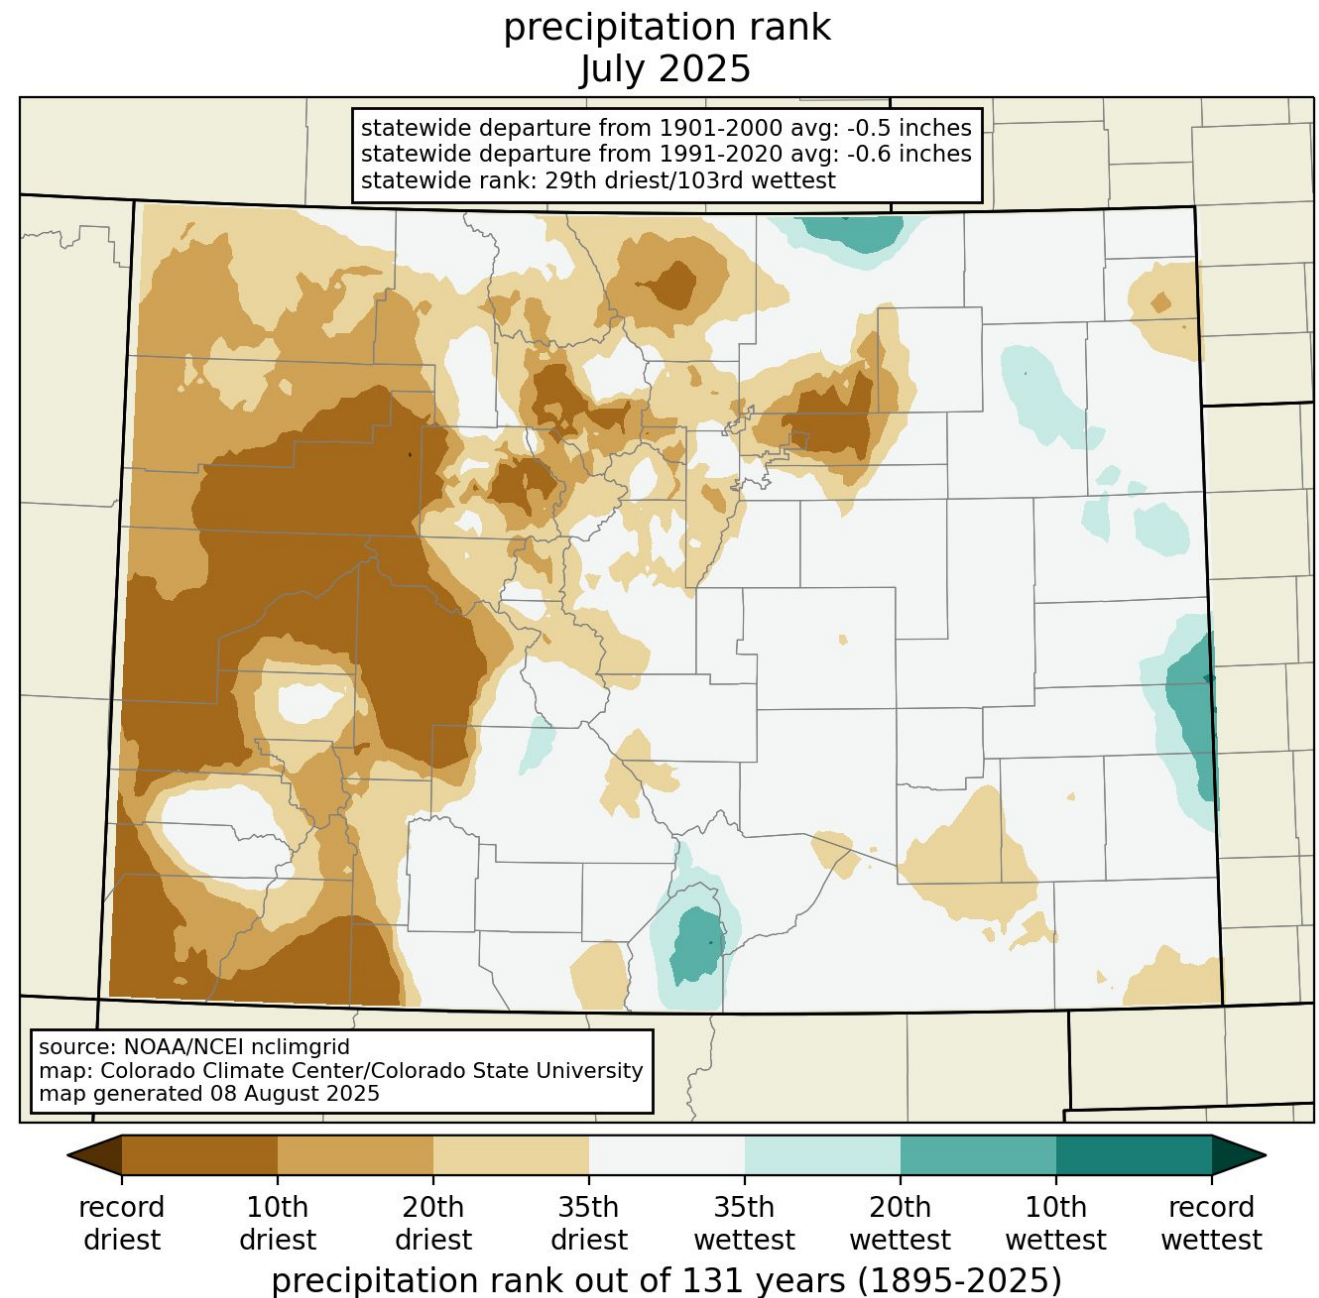 precipitation rank
July 2025
statewide departure from 1901-2000 avg: -0.5 inches
statewide departure from 1991-2020 avg: -0.6 inches
statewide rank: 29th driest/103rd wettest
source: NOAA/NCEI nclimgrid
map: Colorado Climate Center/Colorado State University
map generated 08 August 2025
record driest
10th driest
20th driest
35th driest
35th wettest
20th wettest
10th wettest
record wettest
precipitation rank out of 131 years (1895-2025)